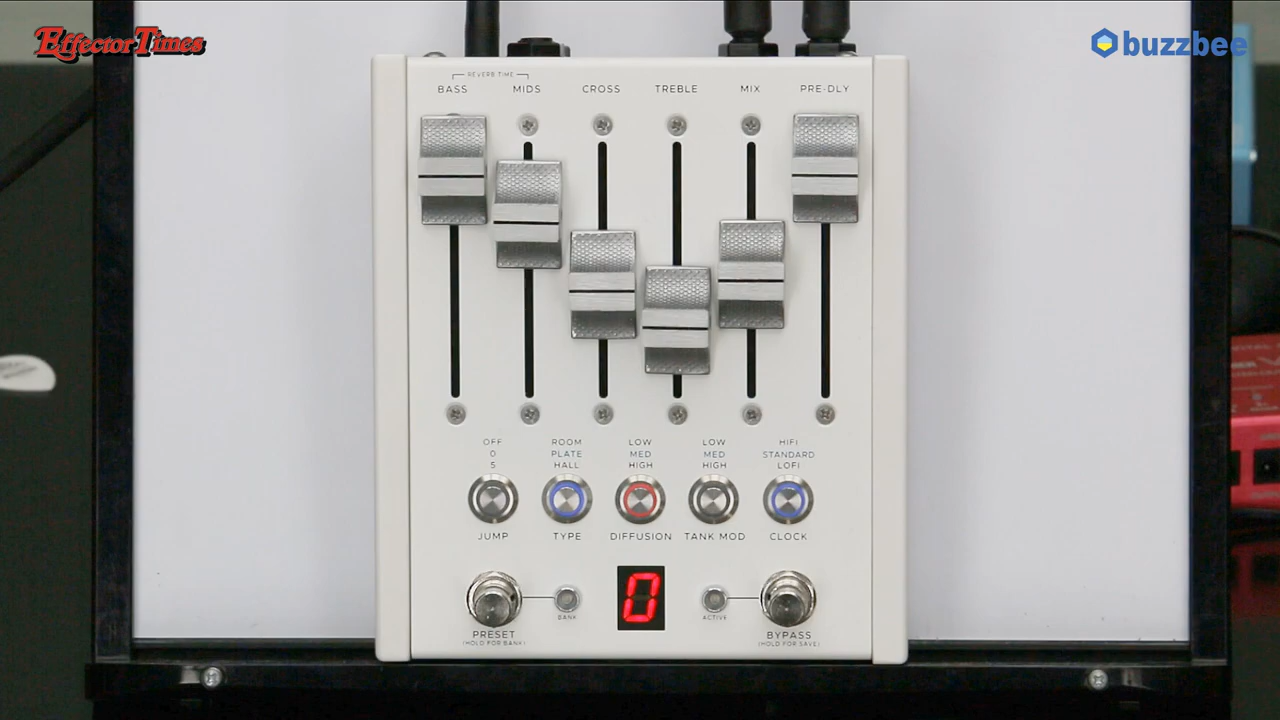 Effector Times
buzzbee
REVERB TIME
BASS MIDS CROSS TREBLE MIX PRE-DLY
OFF ROOM LOW LOW HIFI
0 PLATE MED MED STANDARD
5 HALL HIGH HIGH LOFI
JUMP TYPE DIFFUSION TANK MOD CLOCK
0
BANK ACTIVE
PRESET BYPASS
(HOLD FOR BANK) (HOLD FOR SAVE)